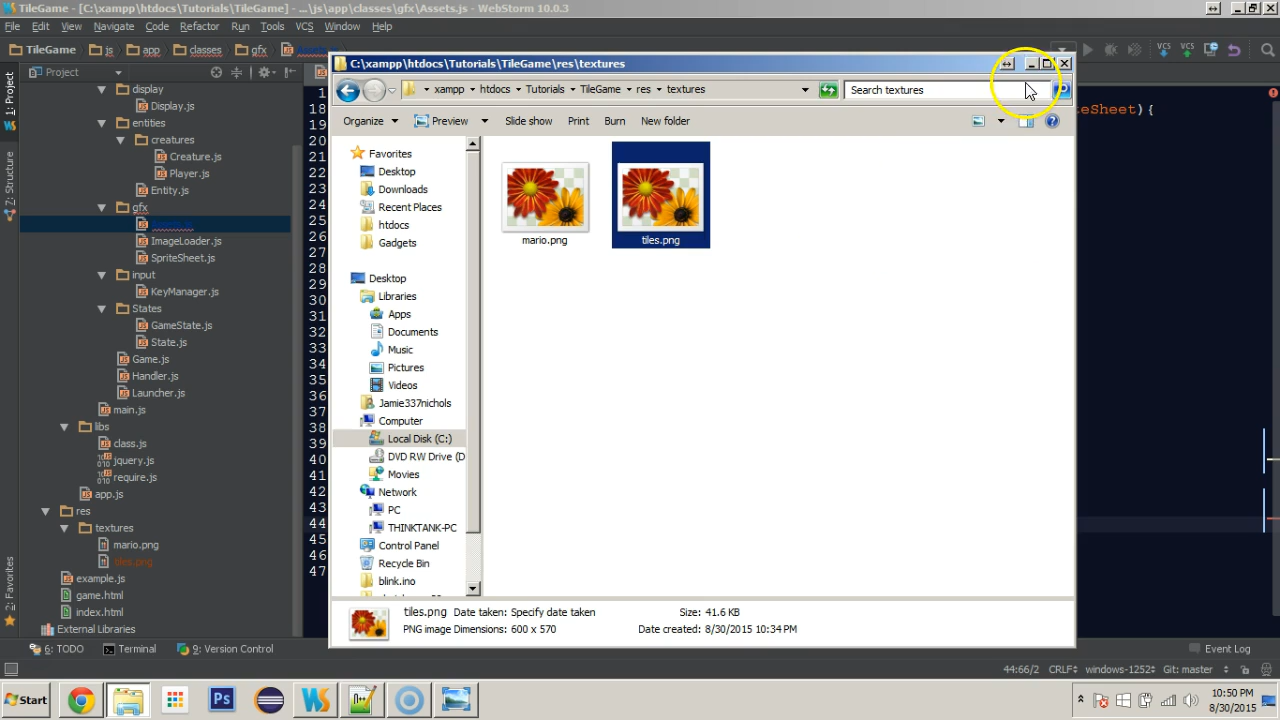 TileGame - [C:\xampp\htdocs\Tutorials\TileGame] - ...\js\app\classes\gfx\Assets.js - WebStorm 10.0.3
File Edit View Navigate Code Refactor Run Tools VCS Window Help
TileGame js app classes gfx
Project
1: Project
7: Structure
2: Favorites
display
Display.js
entities
creatures
Creature.js
Player.js
Entity.js
gfx
ImageLoader.js
SpriteSheet.js
input
KeyManager.js
States
GameState.js
State.js
Game.js
Handler.js
Launcher.js
main.js
libs
class.js
jquery.js
require.js
app.js
res
textures
mario.png
tiles.png
example.js
game.html
index.html
External Libraries
18
19
20
21
22
23
24
25
26
27
28
29
30
31
32
33
34
35
36
37
38
39
40
41
42
43
44
45
46
47
eSheet){
C:\xampp\htdocs\Tutorials\TileGame\res\textures
xampp htdocs Tutorials TileGame res textures
Search textures
Organize Preview Slide show Print Burn New folder
Favorites
Desktop
Downloads
Recent Places
htdocs
Gadgets
Desktop
Libraries
Apps
Documents
Music
Pictures
Videos
Jamie337nichols
Computer
Local Disk (C:)
DVD RW Drive (D
Movies
Network
PC
THINKTANK-PC
Control Panel
Recycle Bin
blink.ino
mario.png
tiles.png
tiles.png Date taken: Specify date taken Size: 41.6 KB
PNG image Dimensions: 600 x 570 Date created: 8/30/2015 10:34 PM
6: TODO Terminal 9: Version Control Event Log
44:66/2 CRLF windows-1252 Git: master
Start
10:50 PM
8/30/2015